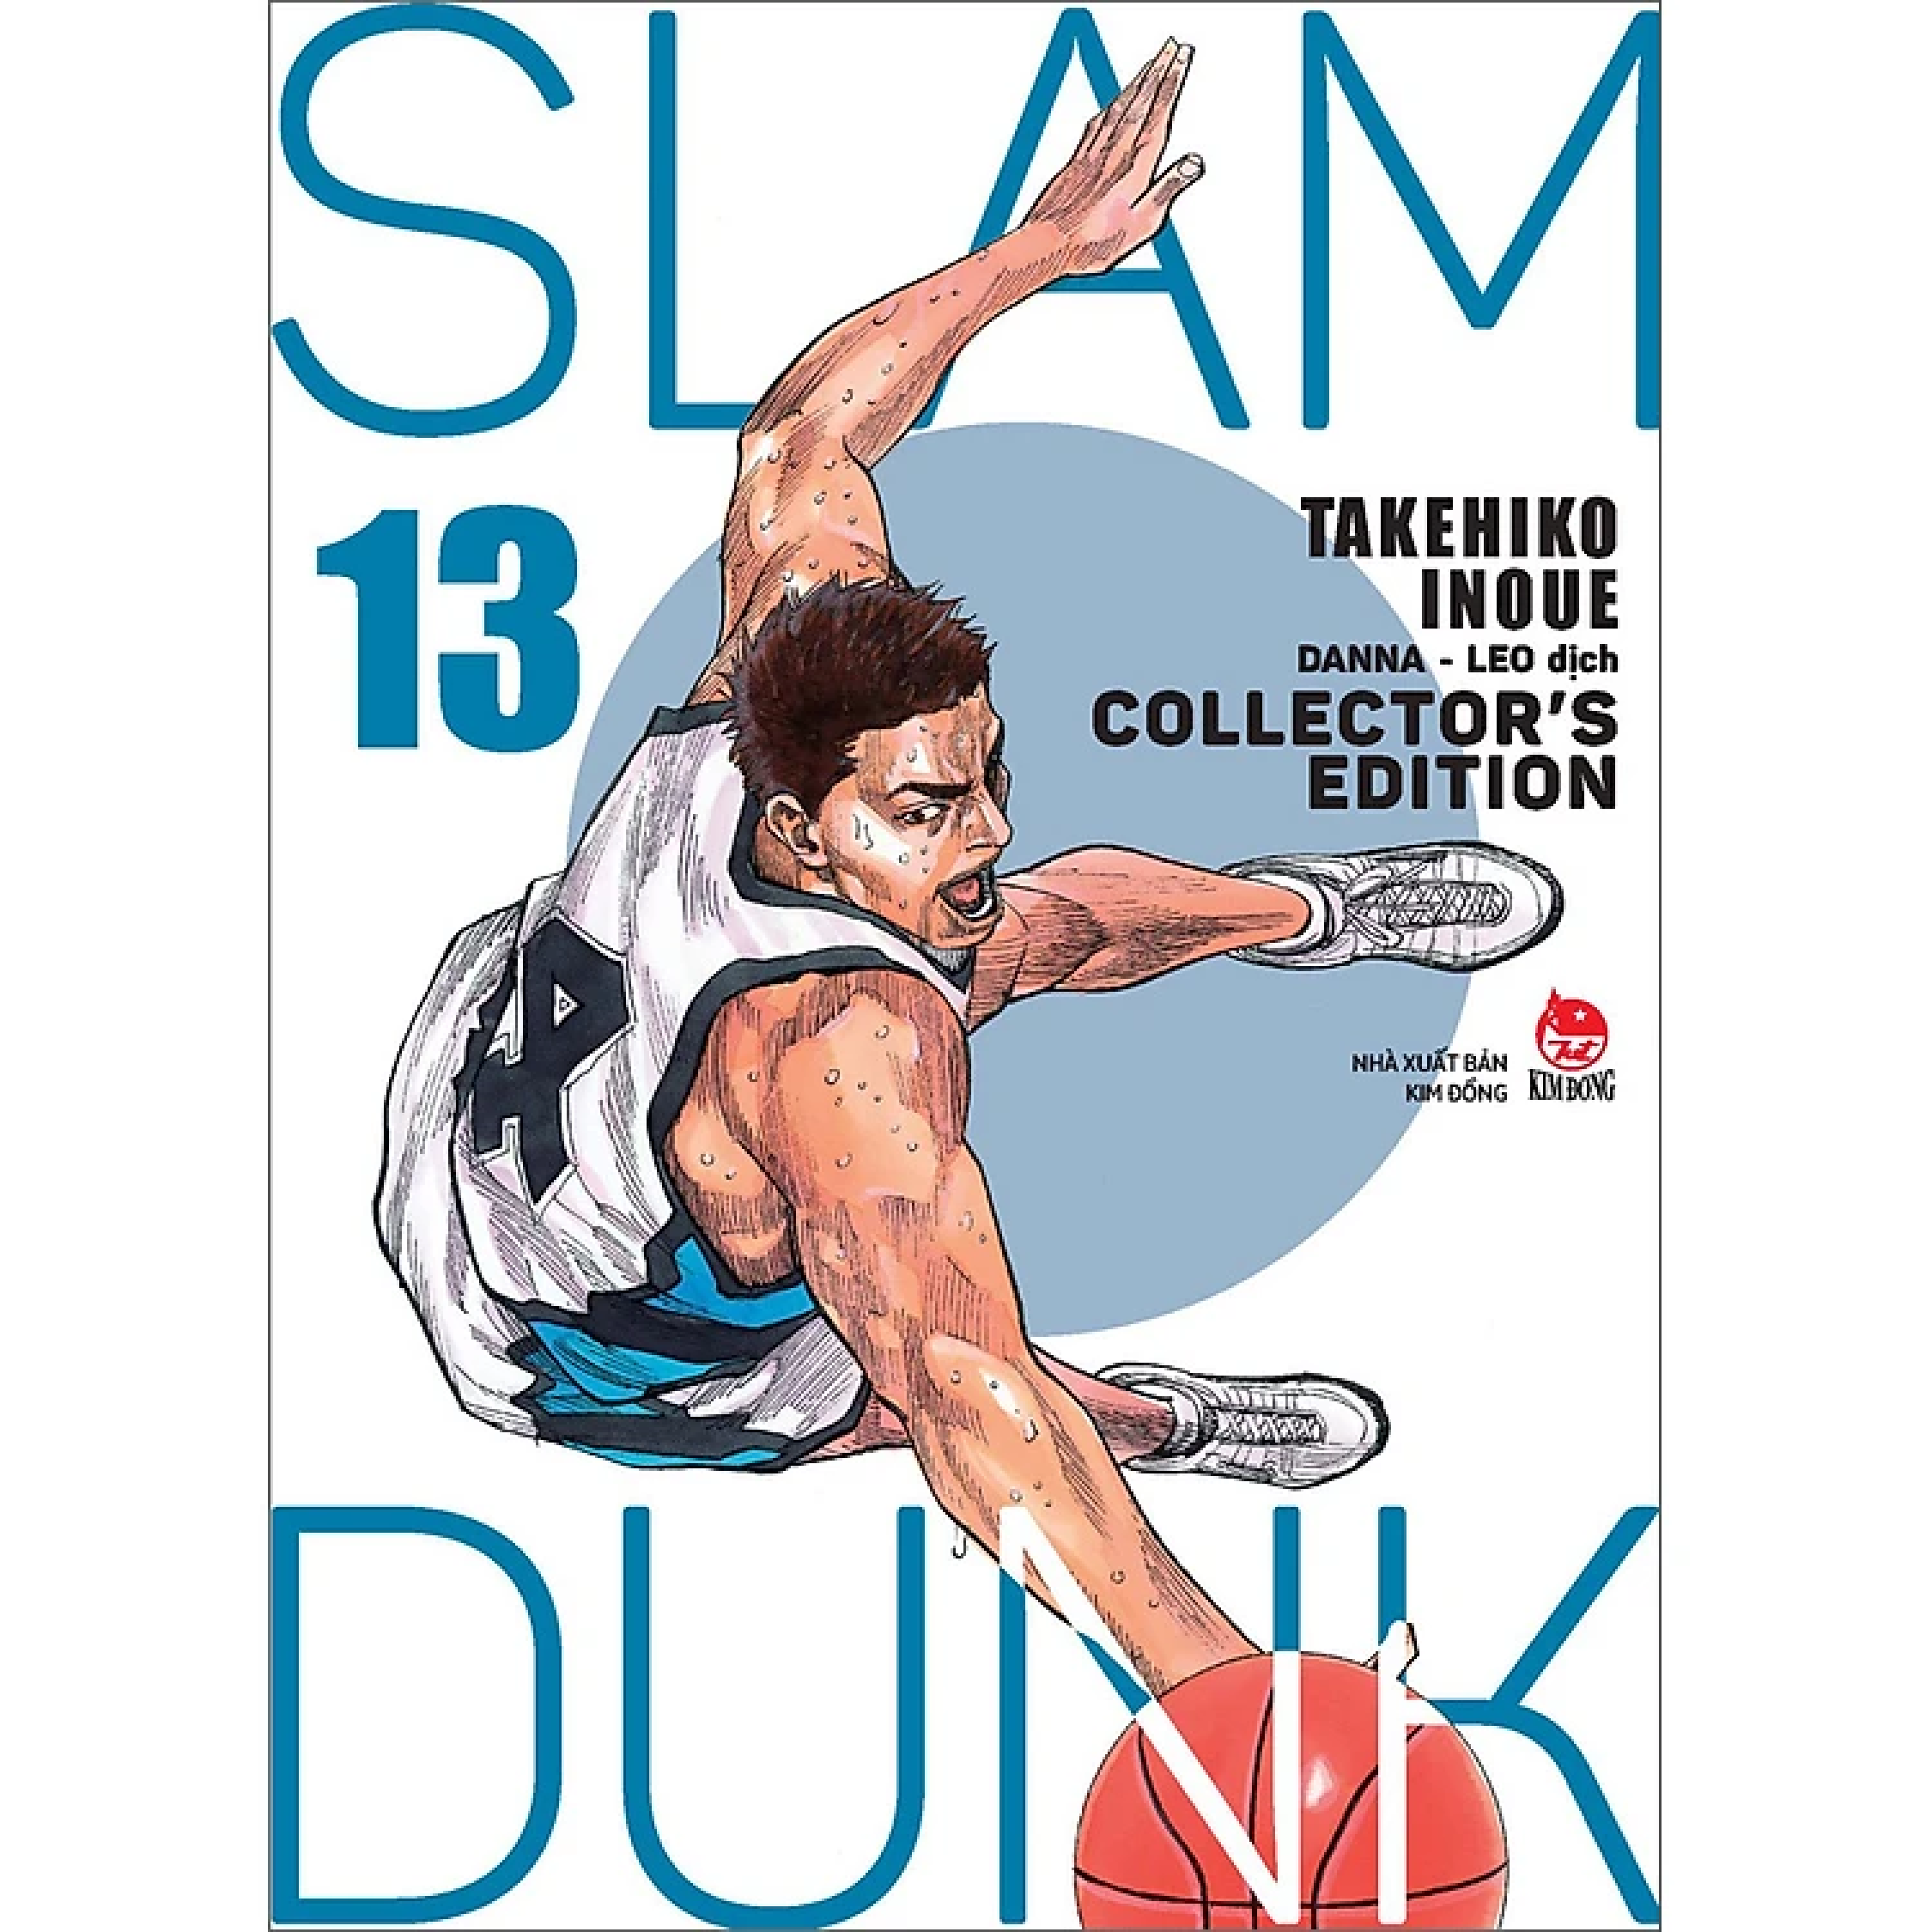 SLAM
13
TAKEHIKO
INOUE
DANNA - LEO dịch
COLLECTOR'S
EDITION
NHÀ XUẤT BẢN
KIM ĐỒNG
KIM ĐỒNG
DUNK